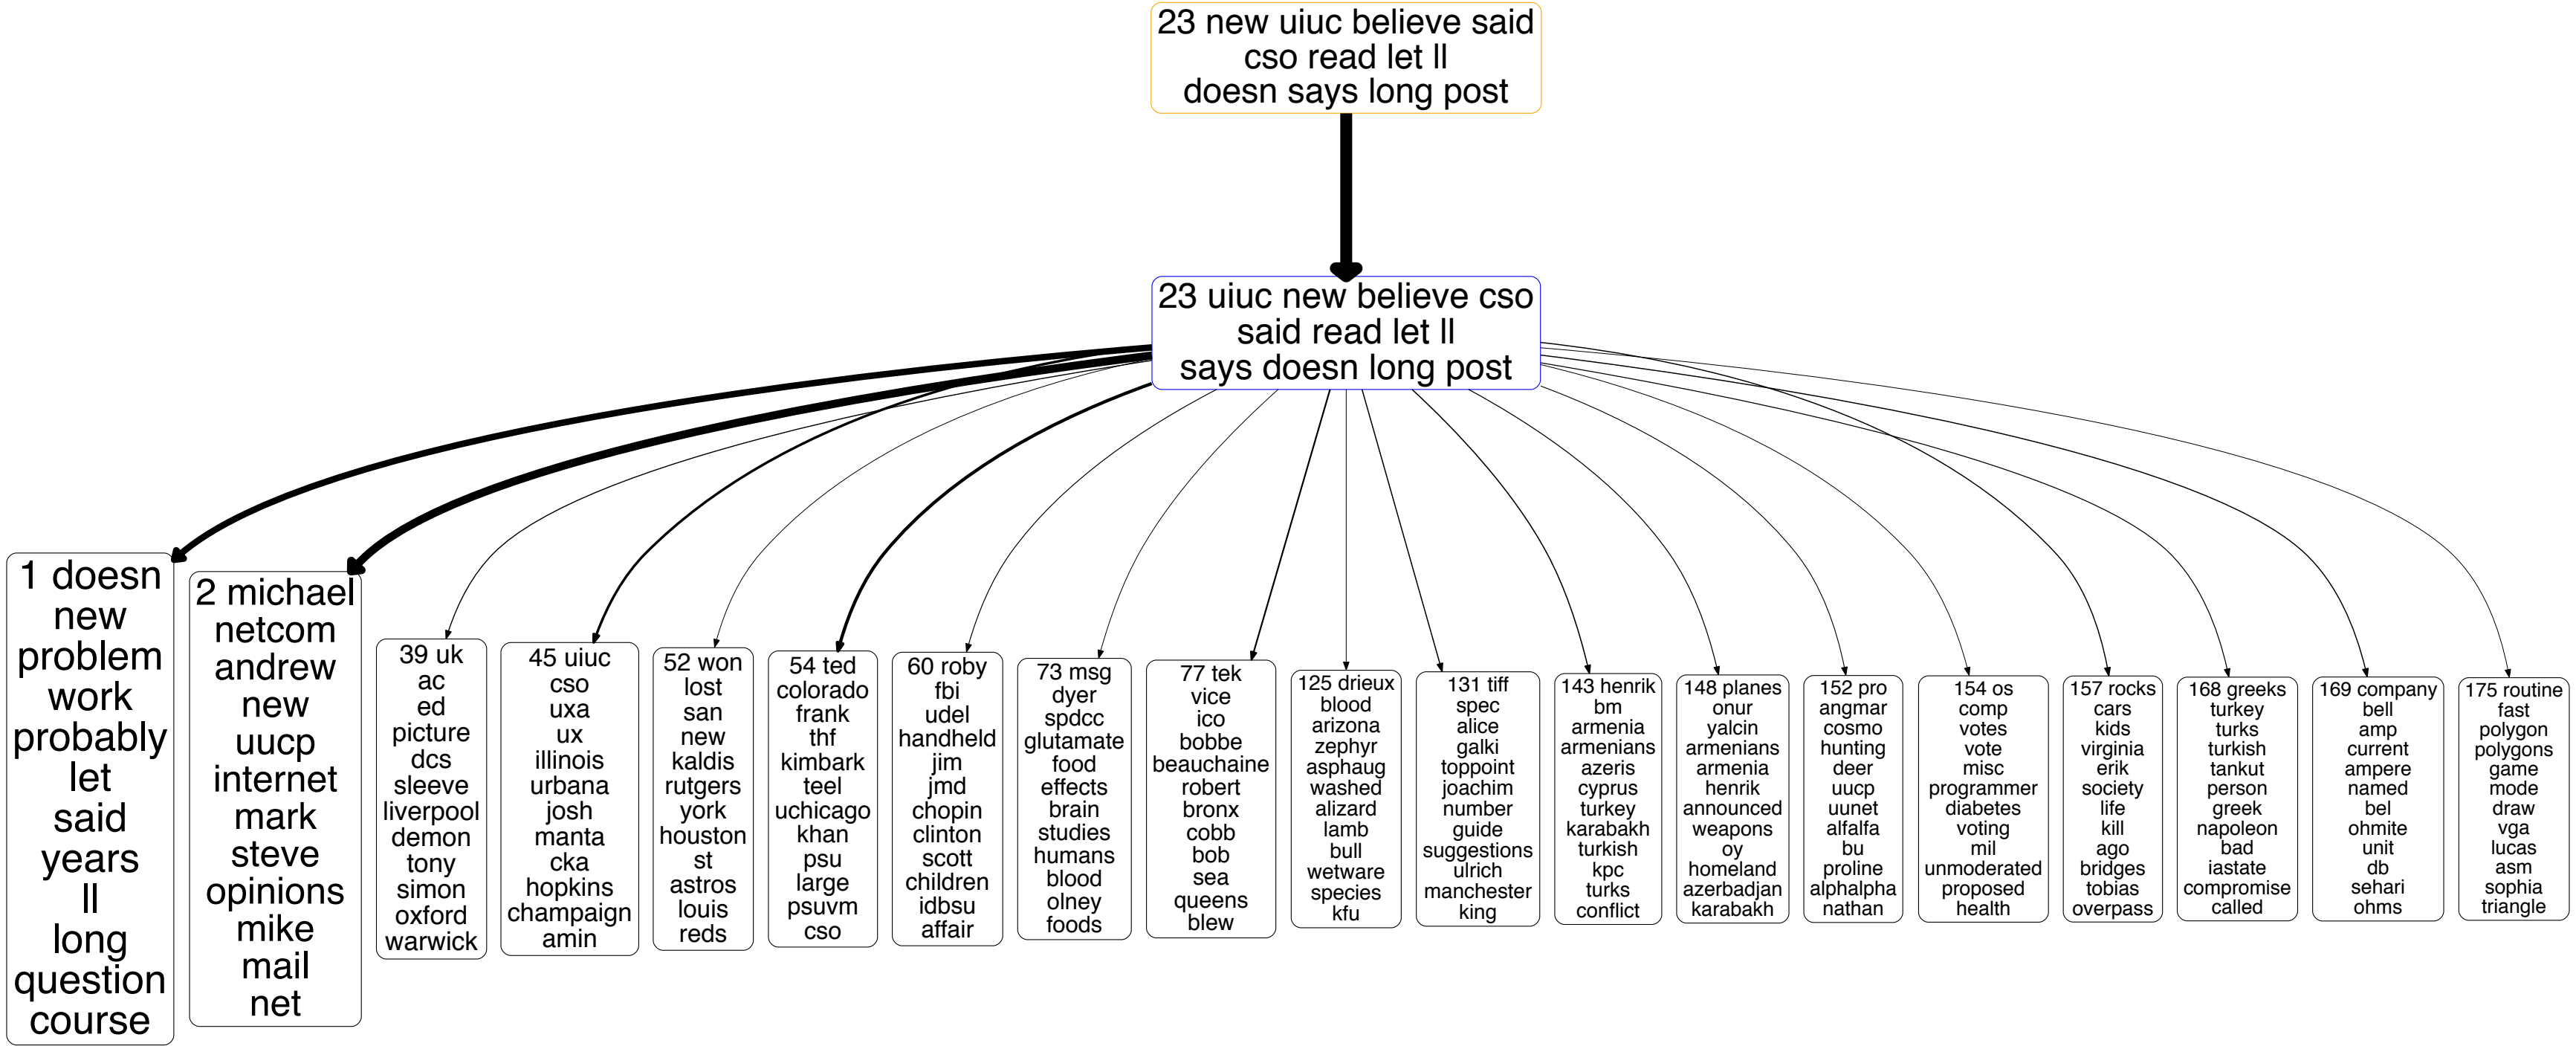 23 new uiuc believe said
cso read let ll
doesn says long post
23 uiuc new believe cso
said read let ll
says doesn long post
1 doesn
new
problem
work
probably
let
said
years
ll
long
question
course
2 michael
netcom
andrew
new
uucp
internet
mark
steve
opinions
mike
mail
net
39 uk
ac
ed
picture
dcs
sleeve
liverpool
demon
tony
simon
oxford
warwick
45 uiuc
cso
uxa
ux
illinois
urbana
josh
manta
cka
hopkins
champaign
amin
52 won
lost
san
new
kaldis
rutgers
york
houston
st
astros
louis
reds
54 ted
colorado
frank
thf
kimbark
teel
uchicago
khan
psu
large
psuvm
cso
60 roby
fbi
udel
handheld
jim
jmd
chopin
clinton
scott
children
idbsu
affair
73 msg
dyer
spdcc
glutamate
food
effects
brain
studies
humans
blood
olney
foods
77 tek
vice
ico
bobbe
beauchaine
robert
bronx
cobb
bob
sea
queens
blew
125 drieux
blood
arizona
zephyr
asphaug
washed
alizard
lamb
bull
wetware
species
kfu
131 tiff
spec
alice
galki
toppoint
joachim
number
guide
suggestions
ulrich
manchester
king
143 henrik
bm
armenia
armenians
azeris
cyprus
turkey
karabakh
turkish
kpc
turks
conflict
148 planes
onur
yalcin
armenians
armenia
henrik
announced
weapons
oy
homeland
azerbadjan
karabakh
152 pro
angmar
cosmo
hunting
deer
uucp
uunet
alfalfa
bu
proline
alphalpha
nathan
154 os
comp
votes
vote
misc
programmer
diabetes
voting
mil
unmoderated
proposed
health
157 rocks
cars
kids
virginia
erik
society
life
kill
ago
bridges
tobias
overpass
168 greeks
turkey
turks
turkish
tankut
person
greek
napoleon
bad
iastate
compromise
called
169 company
bell
amp
current
ampere
named
bel
ohmite
unit
db
sehari
ohms
175 routine
fast
polygon
polygons
game
mode
draw
vga
lucas
asm
sophia
triangle